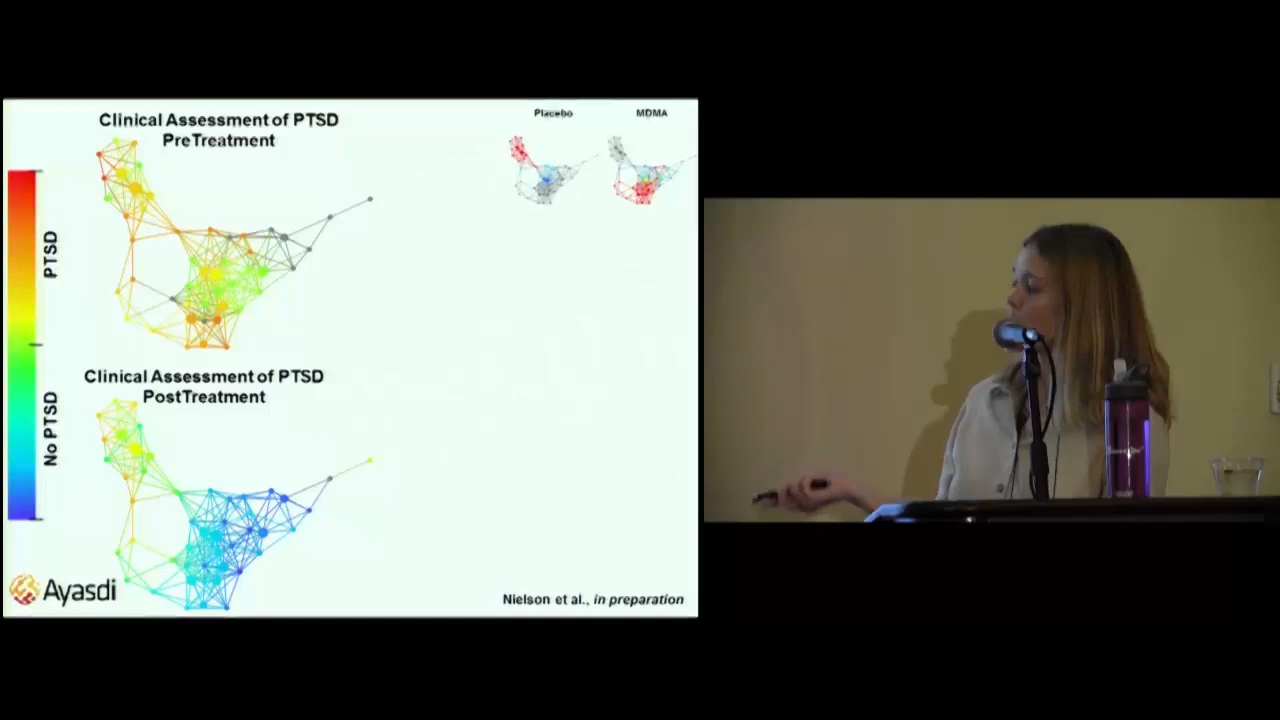 Clinical Assessment of PTSD
PreTreatment
Placebo
MDMA
PTSD
No PTSD
Clinical Assessment of PTSD
PostTreatment
Ayasdi
Nielson et al., in preparation